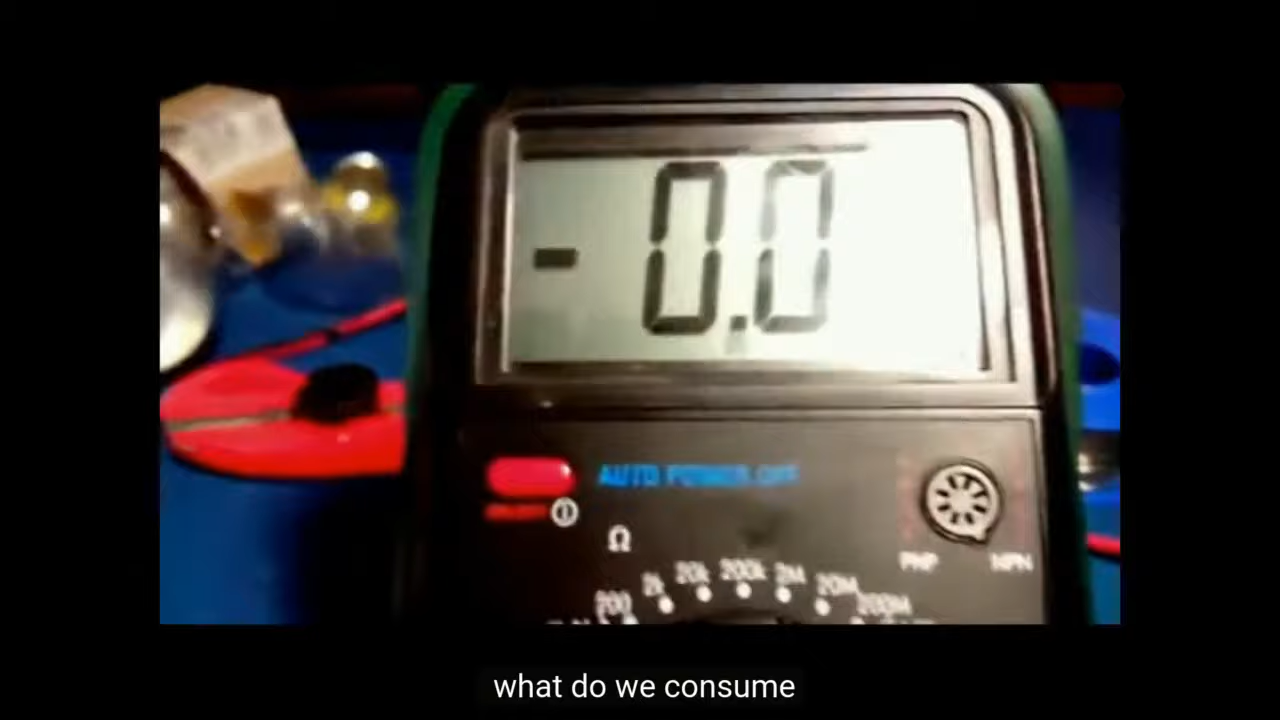 - 0.0
AUTO POWER OFF
Ω
PNP NPN
200 2k 20k 200k 2M 20M 200M
what do we consume